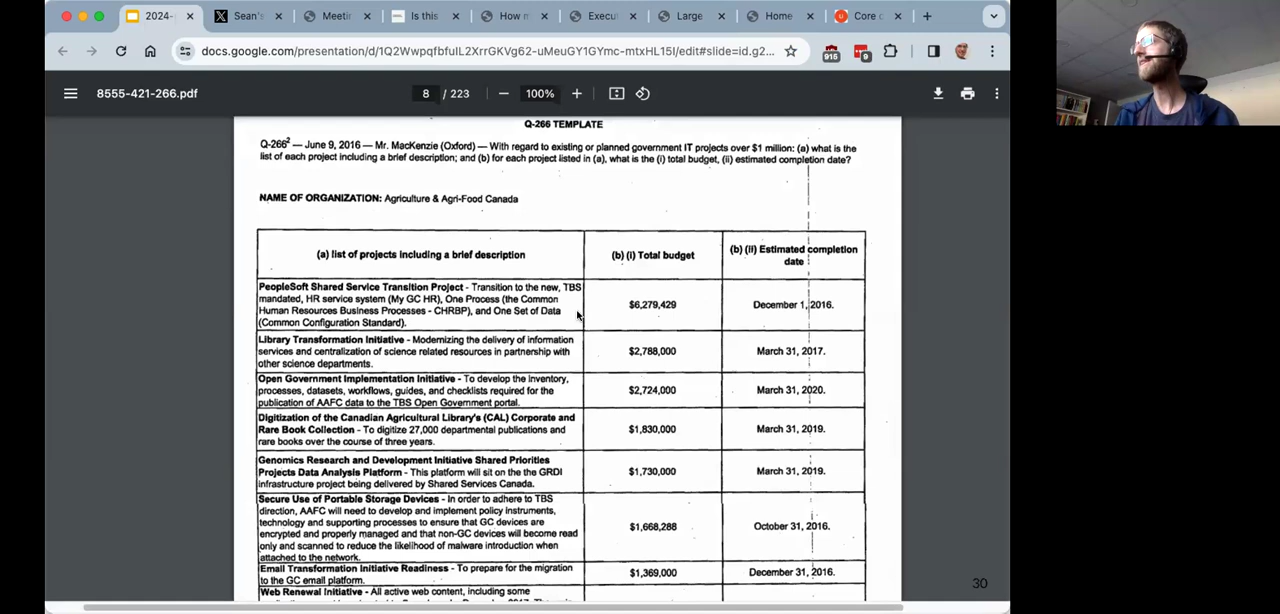 2024-
Sean's
Meetir
Is this
How m
Execu
Large
Home
Core c
docs.google.com/presentation/d/1Q2WwpqfbfuIL2XrrGKVg62-uMeuGY1GYmc-mtxHL15I/edit#slide=id.g2...
915
9
8555-421-266.pdf
8 / 223
100%
Q-266 TEMPLATE
Q-266² — June 9, 2016 — Mr. MacKenzie (Oxford) — With regard to existing or planned government IT projects over $1 million: (a) what is the
list of each project including a brief description; and (b) for each project listed in (a), what is the (i) total budget, (ii) estimated completion date?
NAME OF ORGANIZATION: Agriculture & Agri-Food Canada
(a) list of projects including a brief description
(b) (i) Total budget
(b) (ii) Estimated completion
date
PeopleSoft Shared Service Transition Project - Transition to the new, TBS
mandated, HR service system (My GC HR), One Process (the Common
Human Resources Business Processes - CHRBP), and One Set of Data
(Common Configuration Standard).
$6,279,429
December 1, 2016.
Library Transformation Initiative - Modernizing the delivery of information
services and centralization of science related resources in partnership with
other science departments.
$2,788,000
March 31, 2017.
Open Government Implementation Initiative - To develop the inventory,
processes, datasets, workflows, guides, and checklists required for the
publication of AAFC data to the TBS Open Government portal.
$2,724,000
March 31, 2020.
Digitization of the Canadian Agricultural Library's (CAL) Corporate and
Rare Book Collection - To digitize 27,000 departmental publications and
rare books over the course of three years.
$1,830,000
March 31, 2019.
Genomics Research and Development Initiative Shared Priorities
Projects Data Analysis Platform - This platform will sit on the the GRDI
infrastructure project being delivered by Shared Services Canada.
$1,730,000
March 31, 2019.
Secure Use of Portable Storage Devices - In order to adhere to TBS
direction, AAFC will need to develop and implement policy instruments,
technology and supporting processes to ensure that GC devices are
encrypted and properly managed and that non-GC devices will become read
only and scanned to reduce the likelihood of malware introduction when
attached to the network.
$1,668,288
October 31, 2016.
Email Transformation Initiative Readiness - To prepare for the migration
to the GC email platform.
$1,369,000
December 31, 2016.
Web Renewal Initiative - All active web content, including some
30